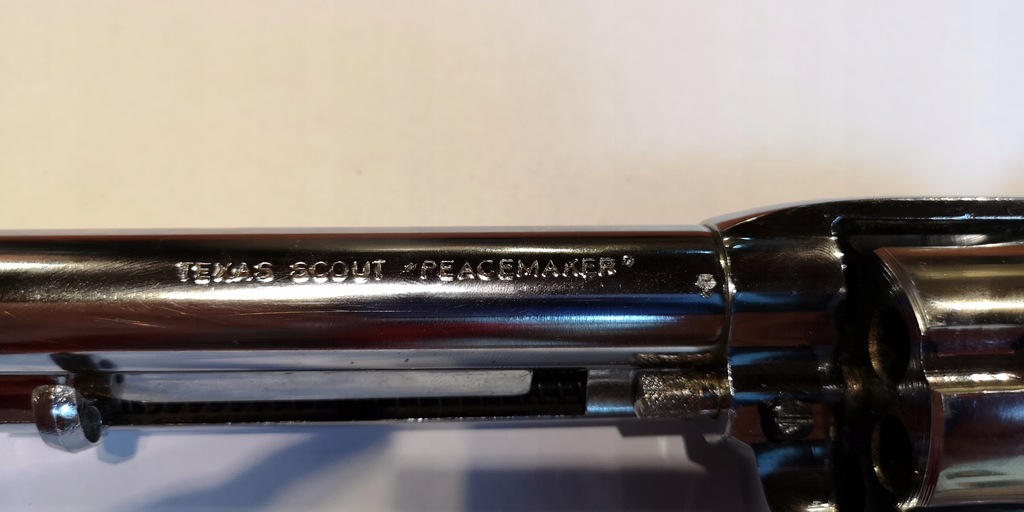 TEXAS SCOUT "PEACEMAKER"